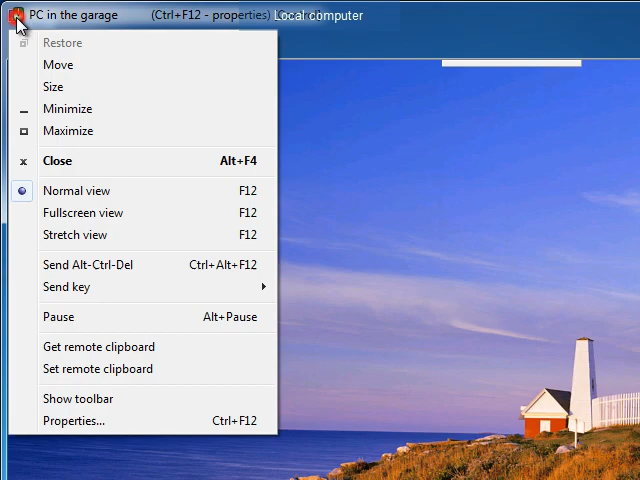 PC in the garage (Ctrl+F12 - properties)
Local computer
Restore
Move
Size
Minimize
Maximize
Close Alt+F4
Normal view F12
Fullscreen view F12
Stretch view F12
Send Alt-Ctrl-Del Ctrl+Alt+F12
Send key
Pause Alt+Pause
Get remote clipboard
Set remote clipboard
Show toolbar
Properties... Ctrl+F12